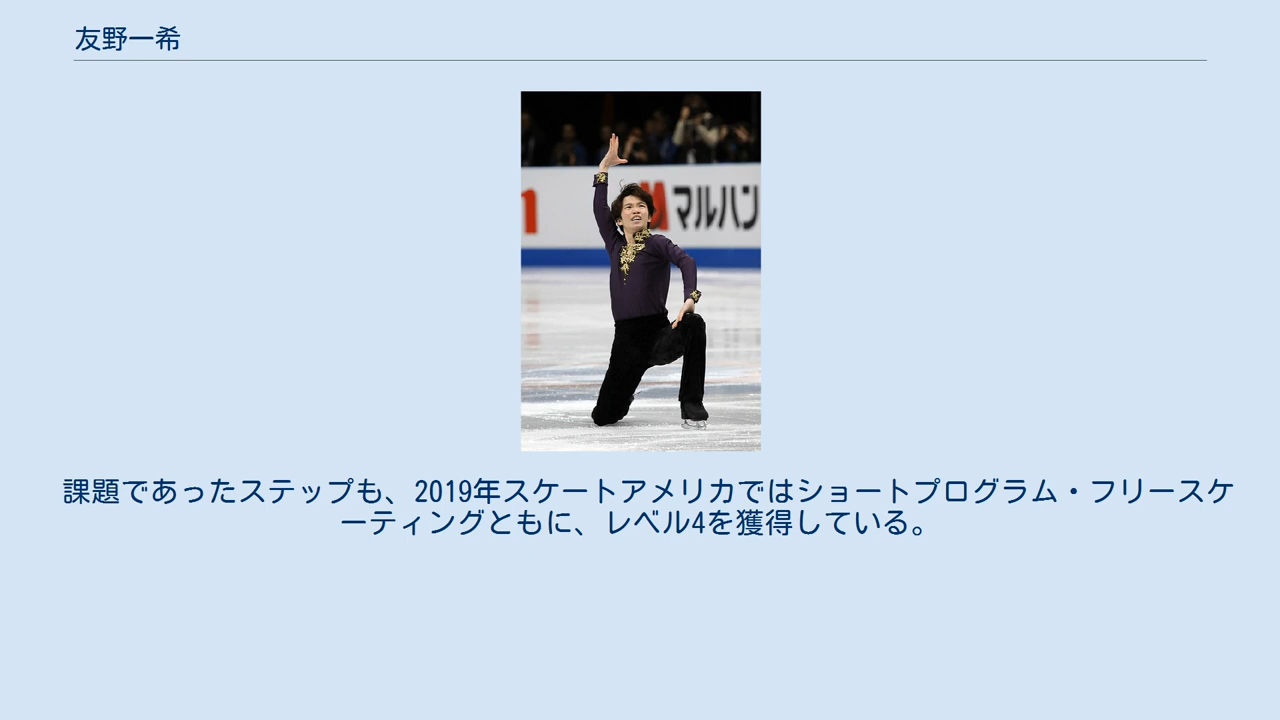 友野一希
マルハン
課題であったステップも、2019年スケートアメリカではショートプログラム・フリースケ
ーティングともに、レベル4を獲得している。